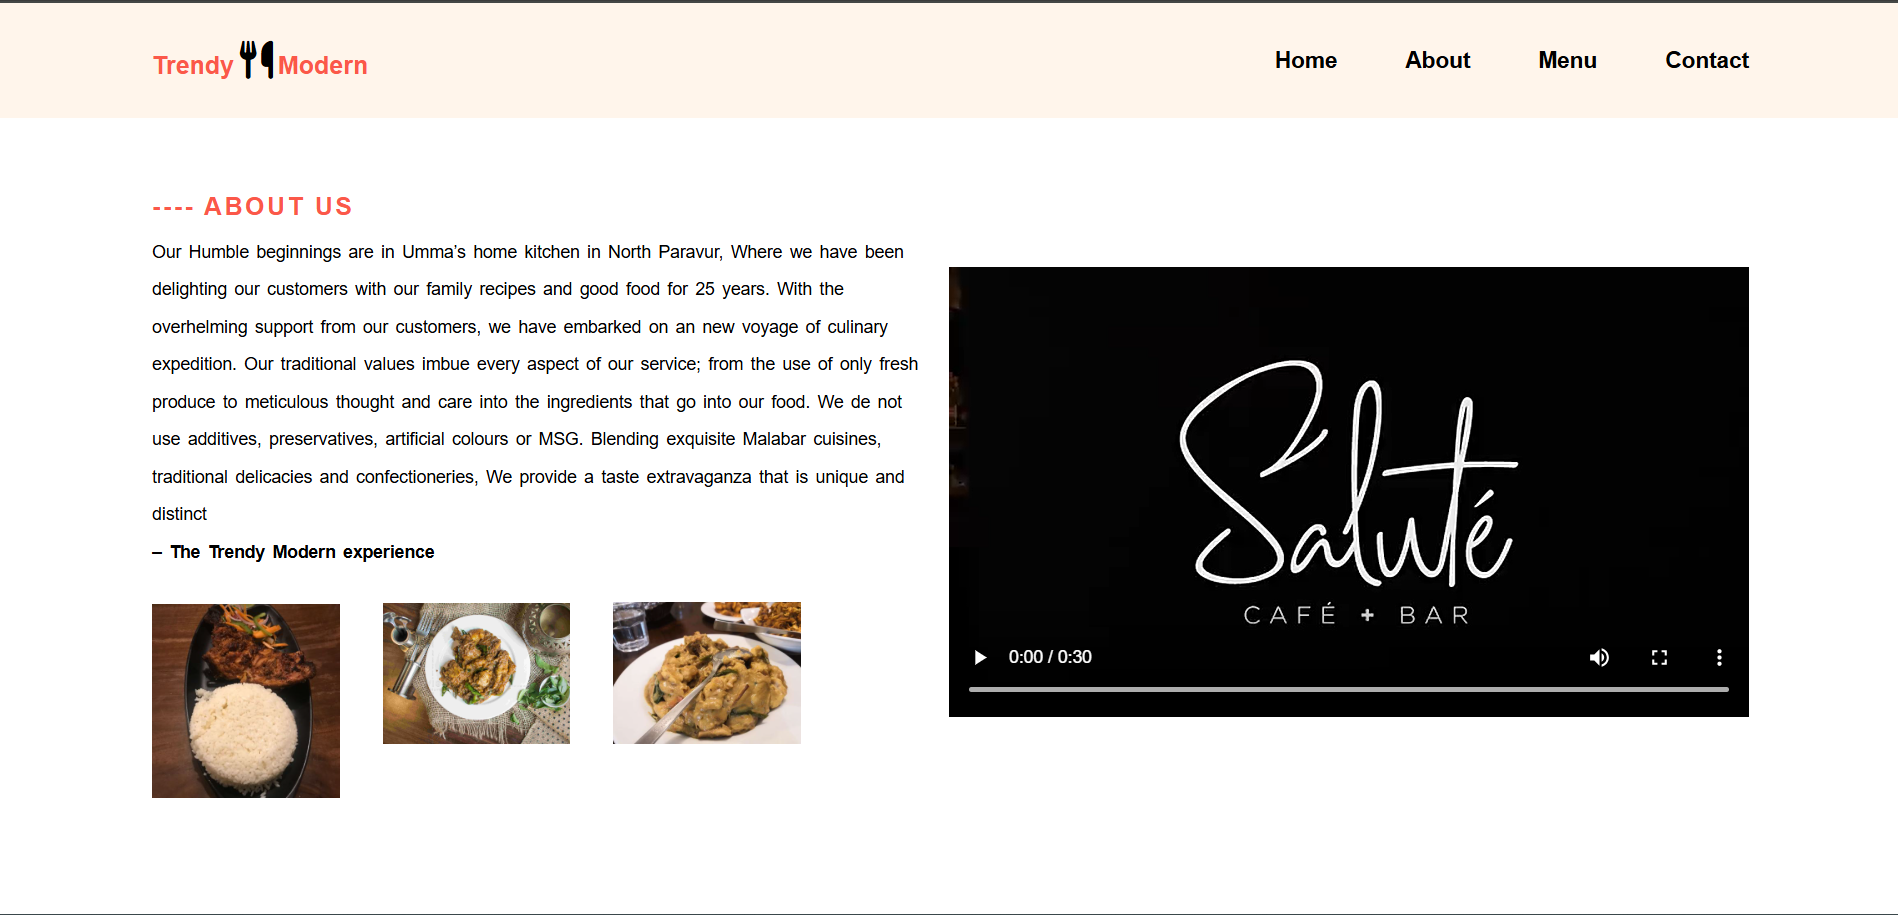 Trendy Modern
Home About Menu Contact
---- ABOUT US
Our Humble beginnings are in Umma’s home kitchen in North Paravur, Where we have been
delighting our customers with our family recipes and good food for 25 years. With the
overhelming support from our customers, we have embarked on an new voyage of culinary
expedition. Our traditional values imbue every aspect of our service; from the use of only fresh
produce to meticulous thought and care into the ingredients that go into our food. We de not
use additives, preservatives, artificial colours or MSG. Blending exquisite Malabar cuisines,
traditional delicacies and confectioneries, We provide a taste extravaganza that is unique and
distinct
– The Trendy Modern experience
Saluté
CAFÉ + BAR
0:00 / 0:30